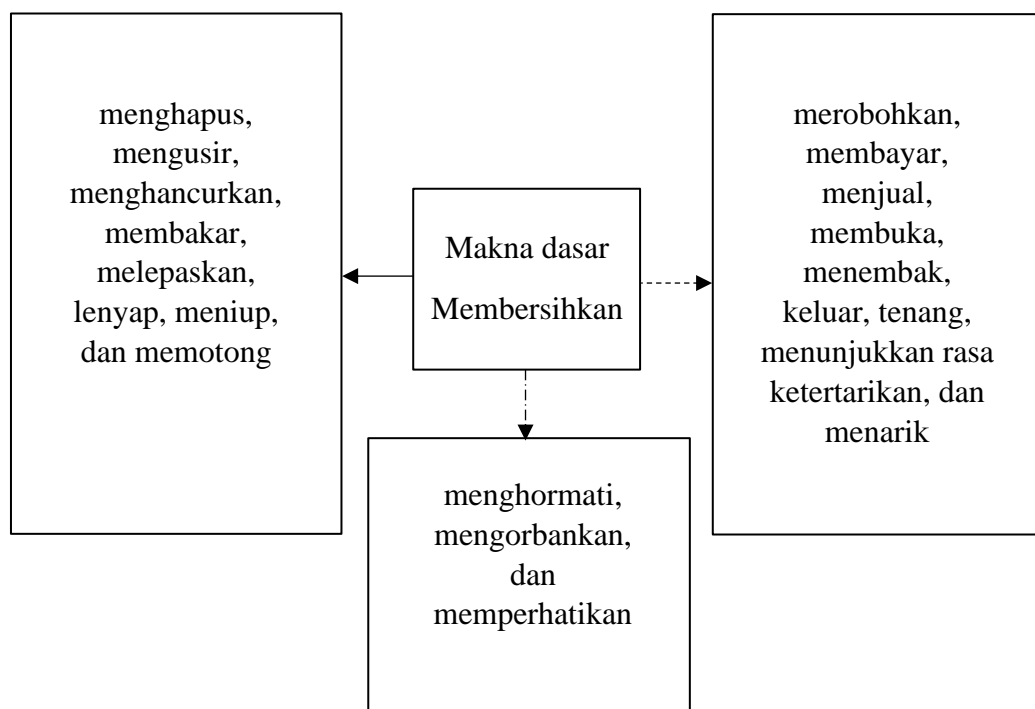 menghapus,
mengusir,
menghancurkan,
membakar,
melepaskan,
lenyap, meniup,
dan memotong
Makna dasar
Membersihkan
merobohkan,
membayar,
menjual,
membuka,
menembak,
keluar, tenang,
menunjukkan rasa
ketertarikan, dan
menarik
menghormati,
mengorbankan,
dan
memperhatikan